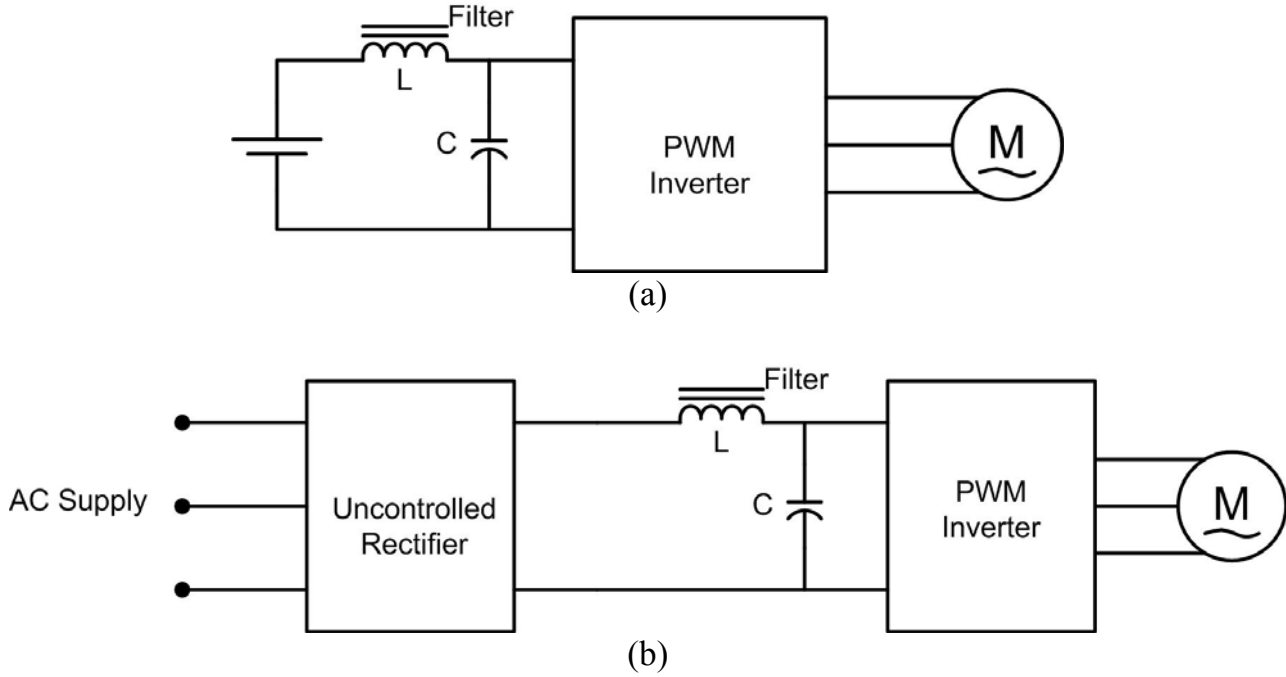 Filter
L
C
PWM
Inverter
M
(a)
Filter
L
AC Supply
Uncontrolled
Rectifier
C
PWM
Inverter
M
(b)